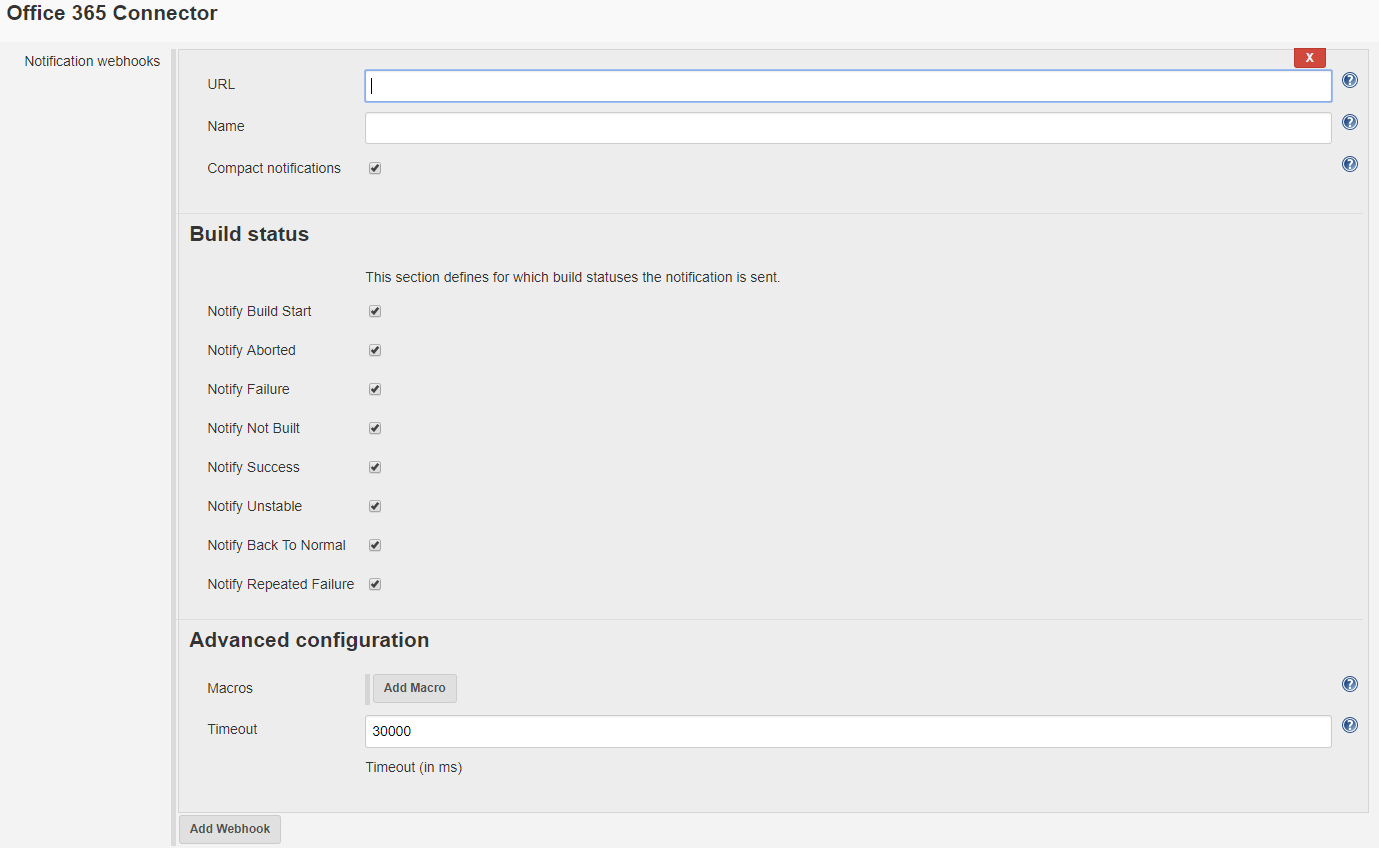 Office 365 Connector
Notification webhooks
X
URL
?
Name
?
Compact notifications
?
Build status
This section defines for which build statuses the notification is sent.
Notify Build Start
Notify Aborted
Notify Failure
Notify Not Built
Notify Success
Notify Unstable
Notify Back To Normal
Notify Repeated Failure
Advanced configuration
Macros Add Macro
?
Timeout 30000
?
Timeout (in ms)
Add Webhook